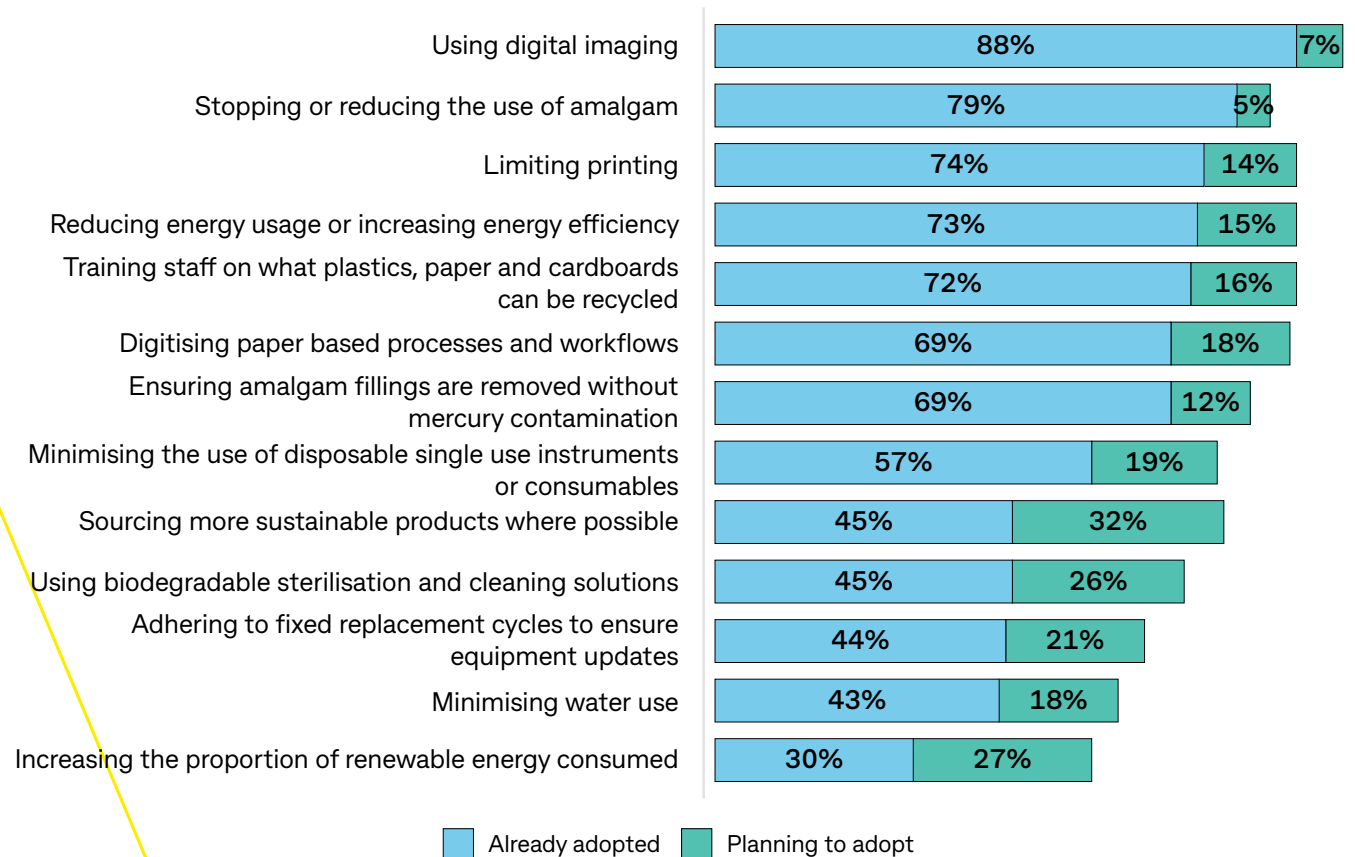 Using digital imaging 88% 7%
Stopping or reducing the use of amalgam 79% 5%
Limiting printing 74% 14%
Reducing energy usage or increasing energy efficiency 73% 15%
Training staff on what plastics, paper and cardboards
can be recycled 72% 16%
Digitising paper based processes and workflows 69% 18%
Ensuring amalgam fillings are removed without
mercury contamination 69% 12%
Minimising the use of disposable single use instruments
or consumables 57% 19%
Sourcing more sustainable products where possible 45% 32%
Using biodegradable sterilisation and cleaning solutions 45% 26%
Adhering to fixed replacement cycles to ensure
equipment updates 44% 21%
Minimising water use 43% 18%
Increasing the proportion of renewable energy consumed 30% 27%
Already adopted Planning to adopt